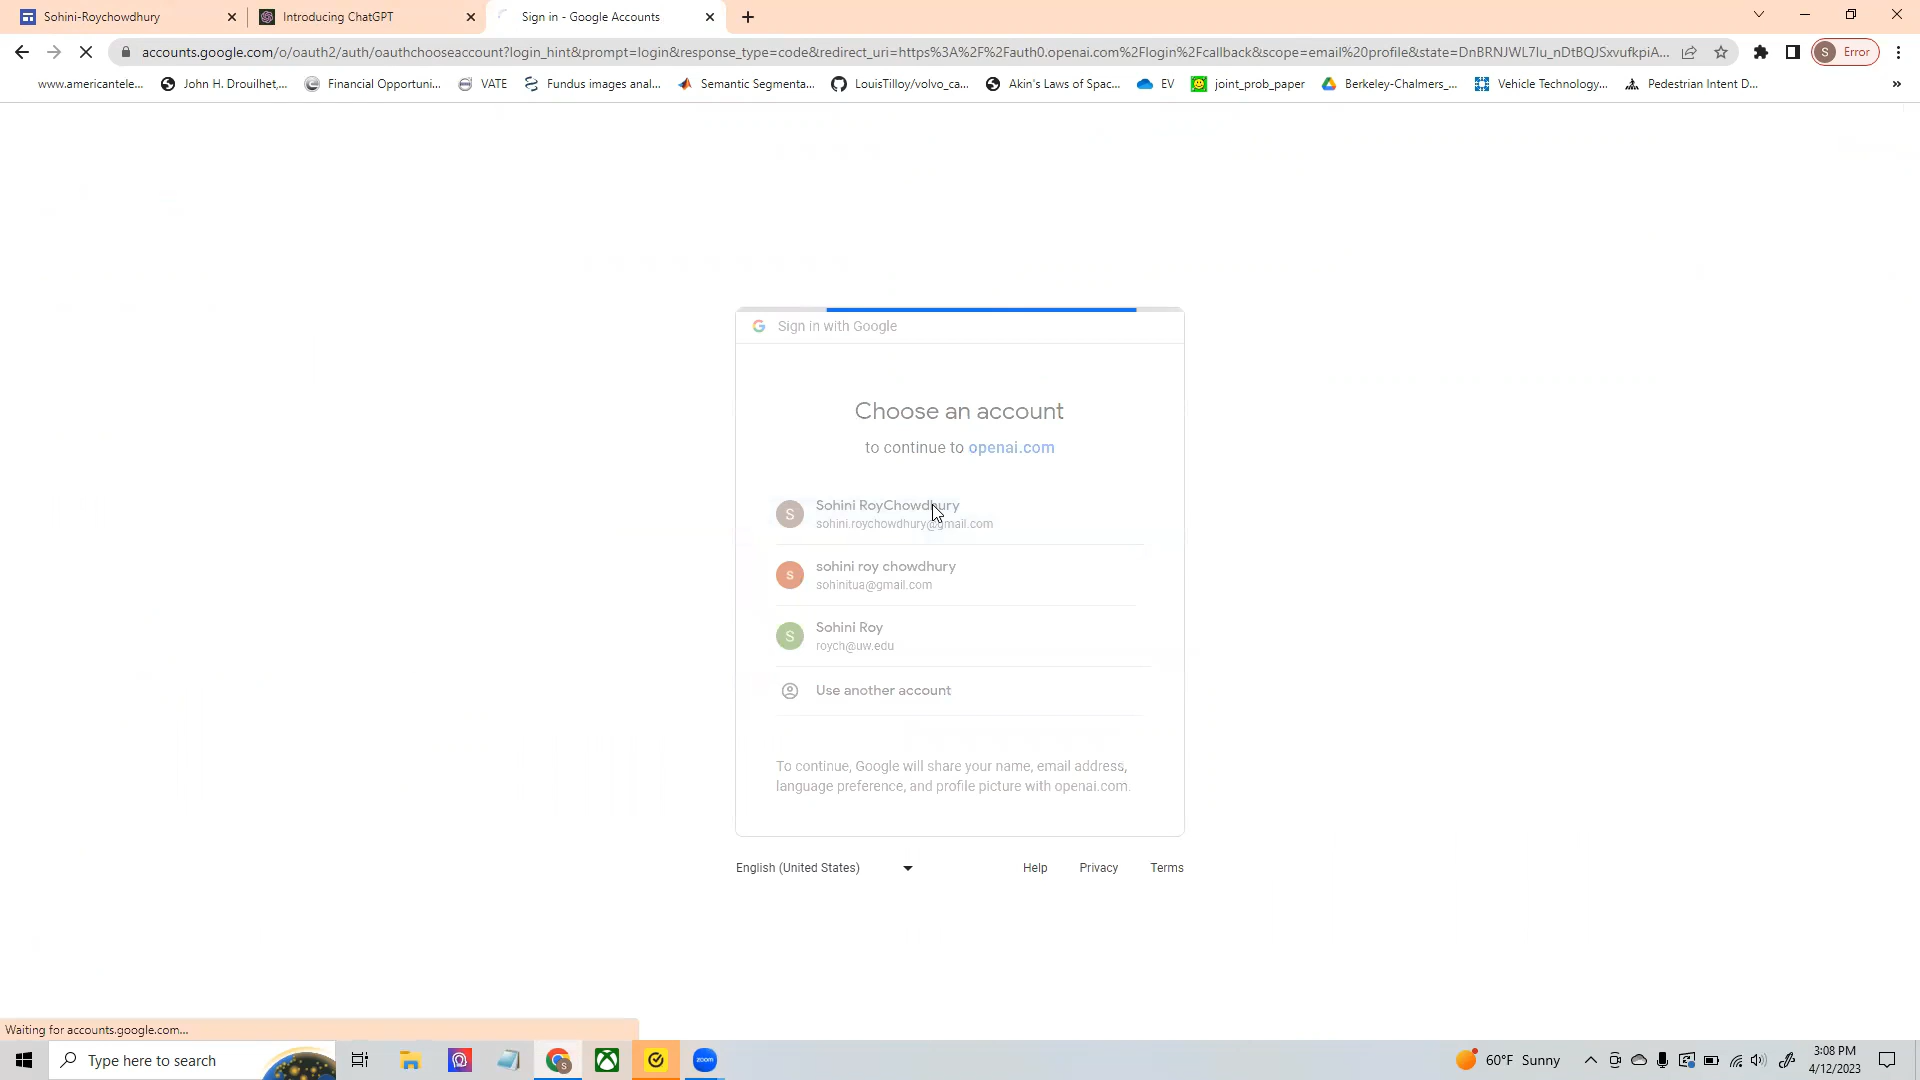 Sohini-Roychowdhury
Introducing ChatGPT
Sign in - Google Accounts
accounts.google.com/o/oauth2/auth/oauthchooseaccount?login_hint&prompt=login&response_type=code&redirect_uri=https%3A%2F%2Fauth0.openai.com%2Flogin%2Fcallback&scope=email%20profile&state=DnBRNJWL7Iu_nDtBQJSxvufkpiA...
S Error
www.americantele...
John H. Drouilhet,...
Financial Opportuni...
VATE
Fundus images anal...
Semantic Segmenta...
LouisTilloy/volvo_ca...
Akin's Laws of Spac...
EV
joint_prob_paper
Berkeley-Chalmers_...
Vehicle Technology...
Pedestrian Intent D...
»
Sign in with Google
Choose an account
to continue to openai.com
S
Sohini RoyChowdhury
sohini.roychowdhury@gmail.com
s
sohini roy chowdhury
sohinitua@gmail.com
S
Sohini Roy
roych@uw.edu
Use another account
To continue, Google will share your name, email address,
language preference, and profile picture with openai.com.
English (United States)
Help
Privacy
Terms
Waiting for accounts.google.com...
Type here to search
zoom
60°F Sunny
3:08 PM
4/12/2023